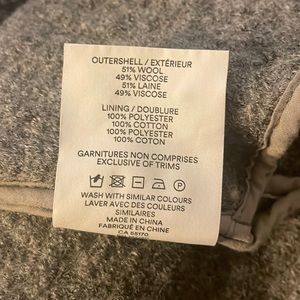 OUTERSHELL / EXTÉRIEUR
51% WOOL
49% VISCOSE
51% LAINE
49% VISCOSE
LINING / DOUBLURE
100% POLYESTER
100% COTTON
100% POLYESTER
100% COTON
GARNITURES NON COMPRISES
EXCLUSIVE OF TRIMS
P
WASH WITH SIMILAR COLOURS
LAVER AVEC DES COULEURS
SIMILAIRES
MADE IN CHINA
FABRIQUÉ EN CHINE
CA 55170